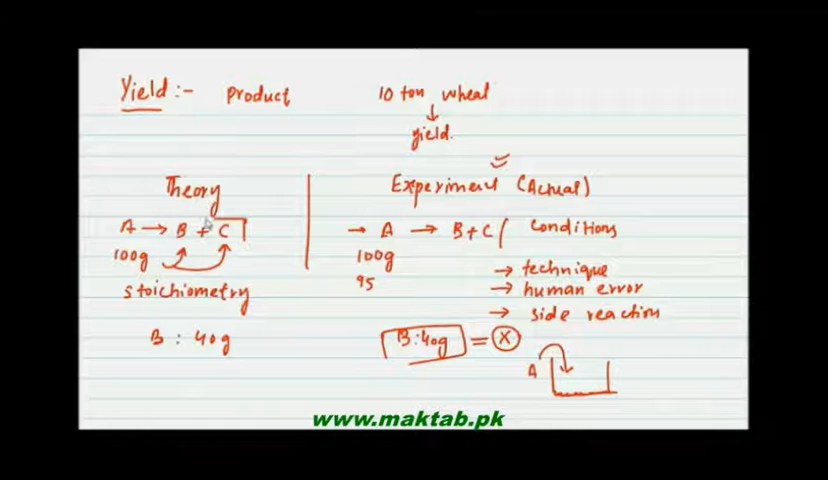 Yield :- product 10 ton wheat
↓
yield.
Theory Experiment (Actual)
A → B + C → A → B + C conditions
100g 100g → technique
95 → human error
stoichiometry → side reaction
B : 40g B : 40g = X
A
www.maktab.pk